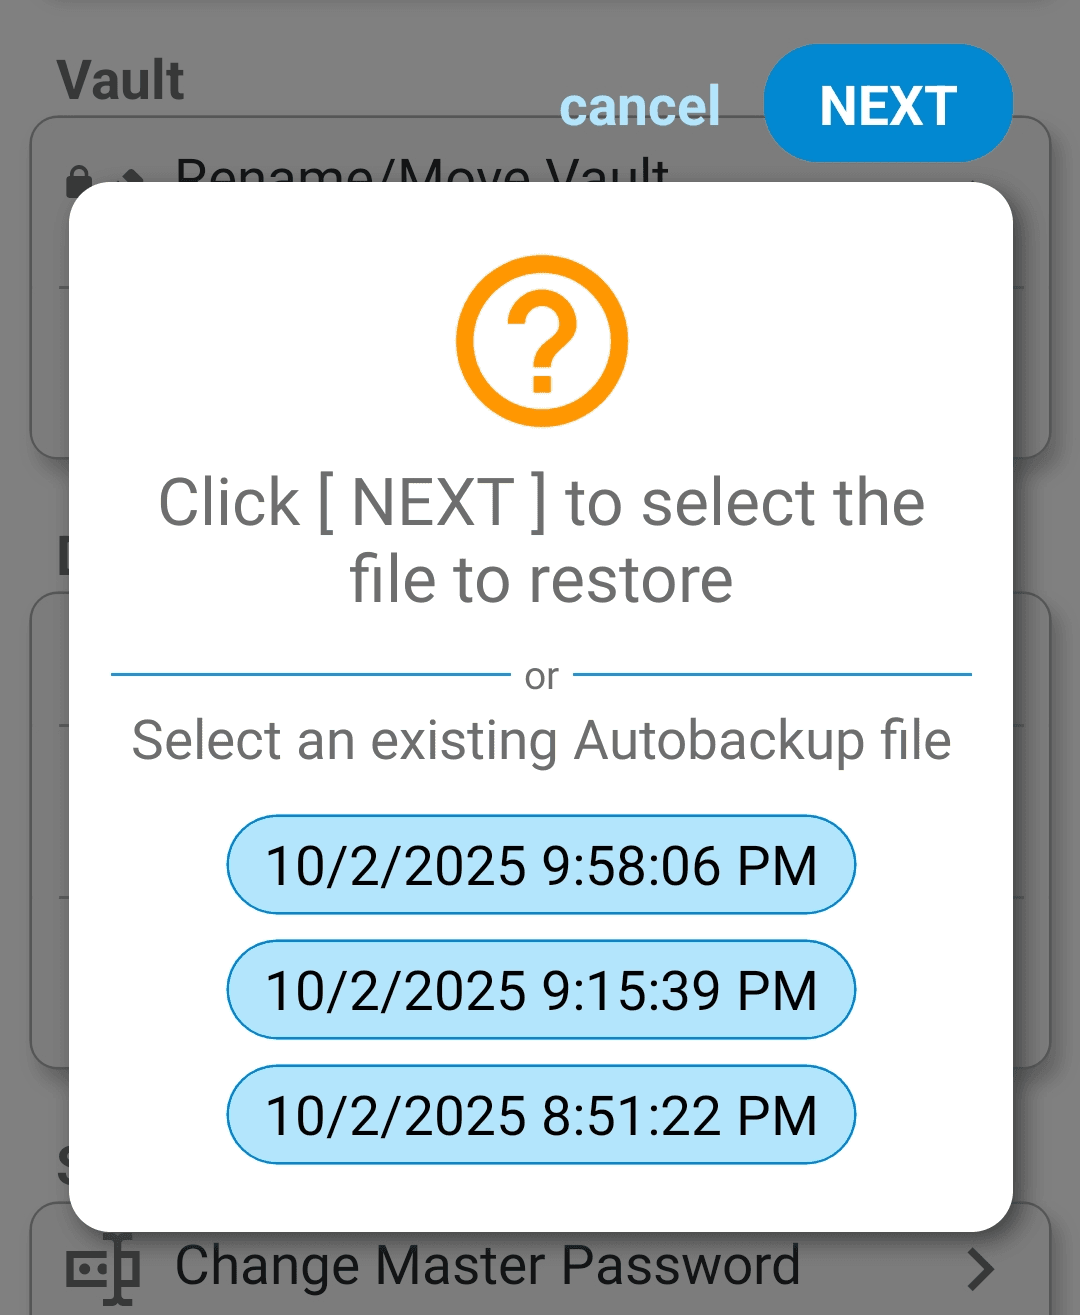 Vault
cancel
NEXT
Rename/Move Vault
?
Click [ NEXT ] to select the
file to restore
or
Select an existing Autobackup file
10/2/2025 9:58:06 PM
10/2/2025 9:15:39 PM
10/2/2025 8:51:22 PM
Change Master Password